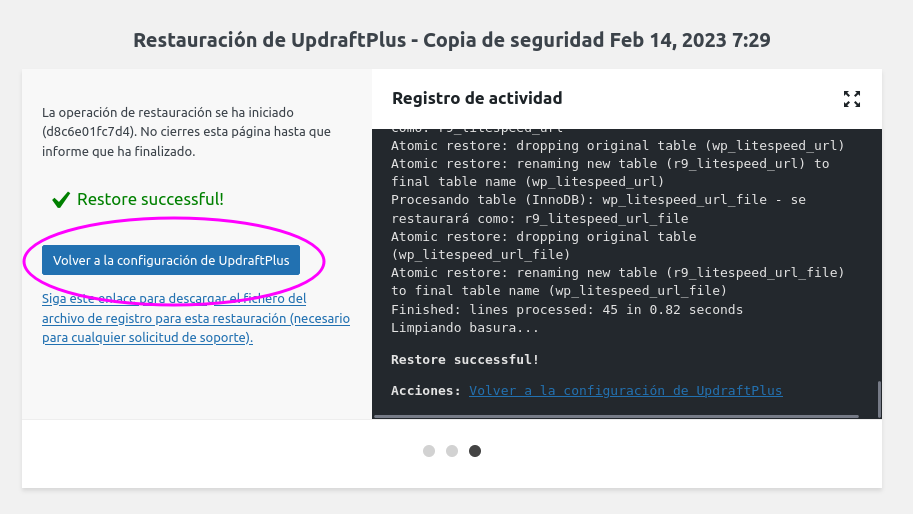 Restauración de UpdraftPlus - Copia de seguridad Feb 14, 2023 7:29
La operación de restauración se ha iniciado
(d8c6e01fc7d4). No cierres esta página hasta que
informe que ha finalizado.
Restore successful!
Volver a la configuración de UpdraftPlus
Siga este enlace para descargar el fichero del
archivo de registro para esta restauración (necesario
para cualquier solicitud de soporte).
Registro de actividad
como: r9_litespeed_url
Atomic restore: dropping original table (wp_litespeed_url)
Atomic restore: renaming new table (r9_litespeed_url) to
final table name (wp_litespeed_url)
Procesando table (InnoDB): wp_litespeed_url_file - se
restaurará como: r9_litespeed_url_file
Atomic restore: dropping original table
(wp_litespeed_url_file)
Atomic restore: renaming new table (r9_litespeed_url_file)
to final table name (wp_litespeed_url_file)
Finished: lines processed: 45 in 0.82 seconds
Limpiando basura...
Restore successful!
Acciones: Volver a la configuración de UpdraftPlus